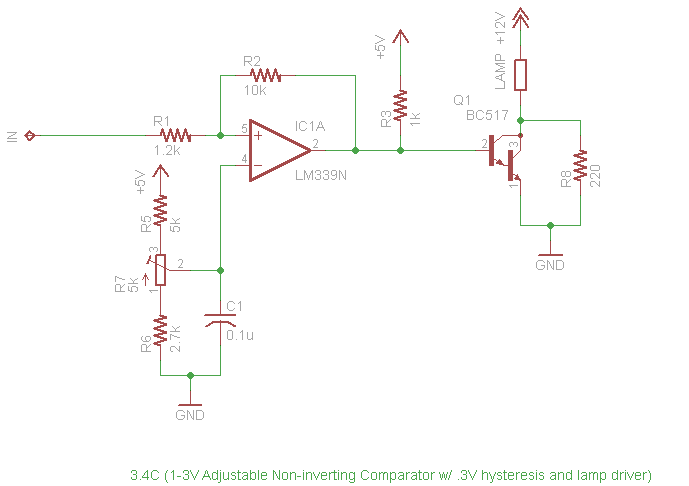 +12V
LAMP
+5V
R2
10k
Q1
BC517
R3
1k
R1
1.2k
IN
5
+
4
-
2
IC1A
LM339N
2
3
1
R8
220
+5V
R5
5k
3
2
1
R7
5k
GND
C1
0.1u
R6
2.7k
GND
3.4C (1-3V Adjustable Non-inverting Comparator w/ .3V hysteresis and lamp driver)